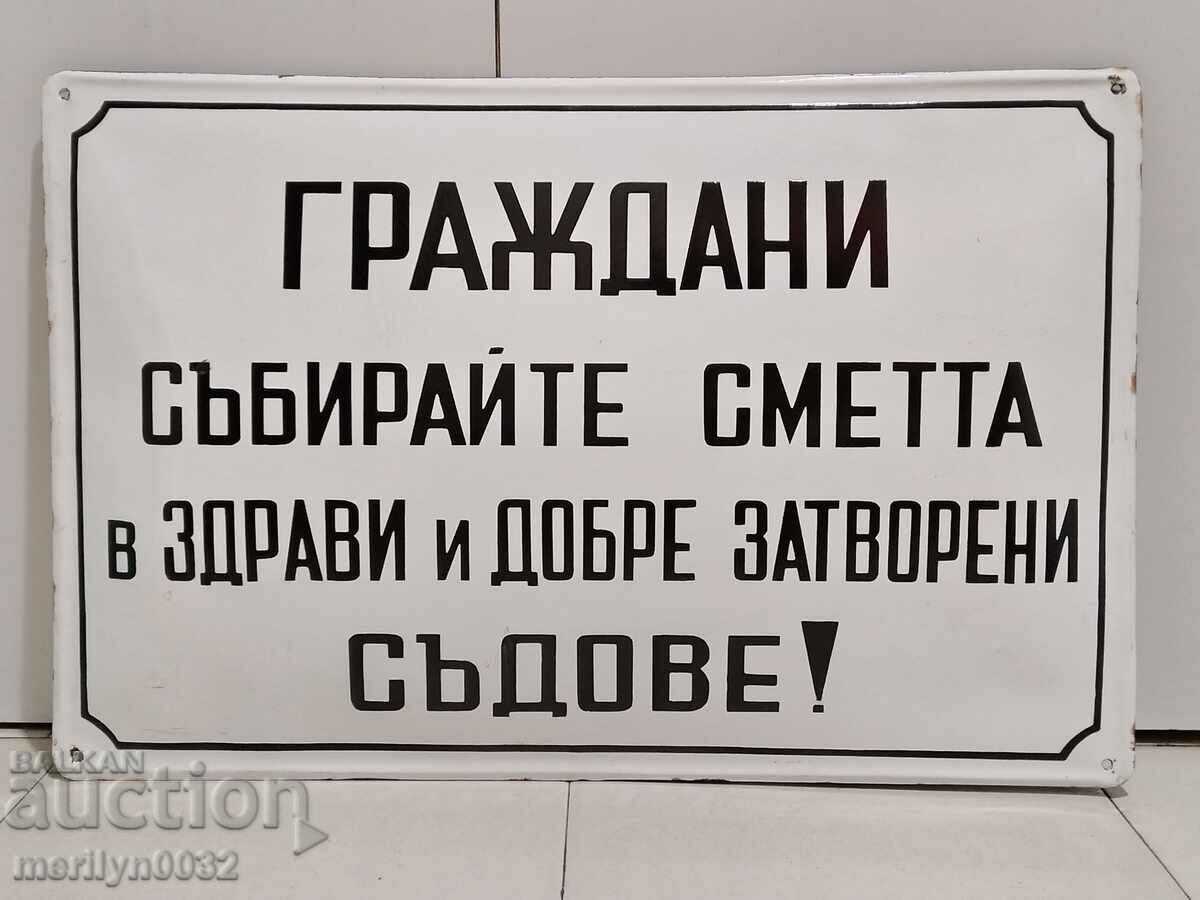 ГРАЖДАНИ
СЪБИРАЙТЕ СМЕТТА
в ЗДРАВИ и ДОБРЕ ЗАТВОРЕНИ
СЪДОВЕ!
BALKAN
auction
merilyn0032